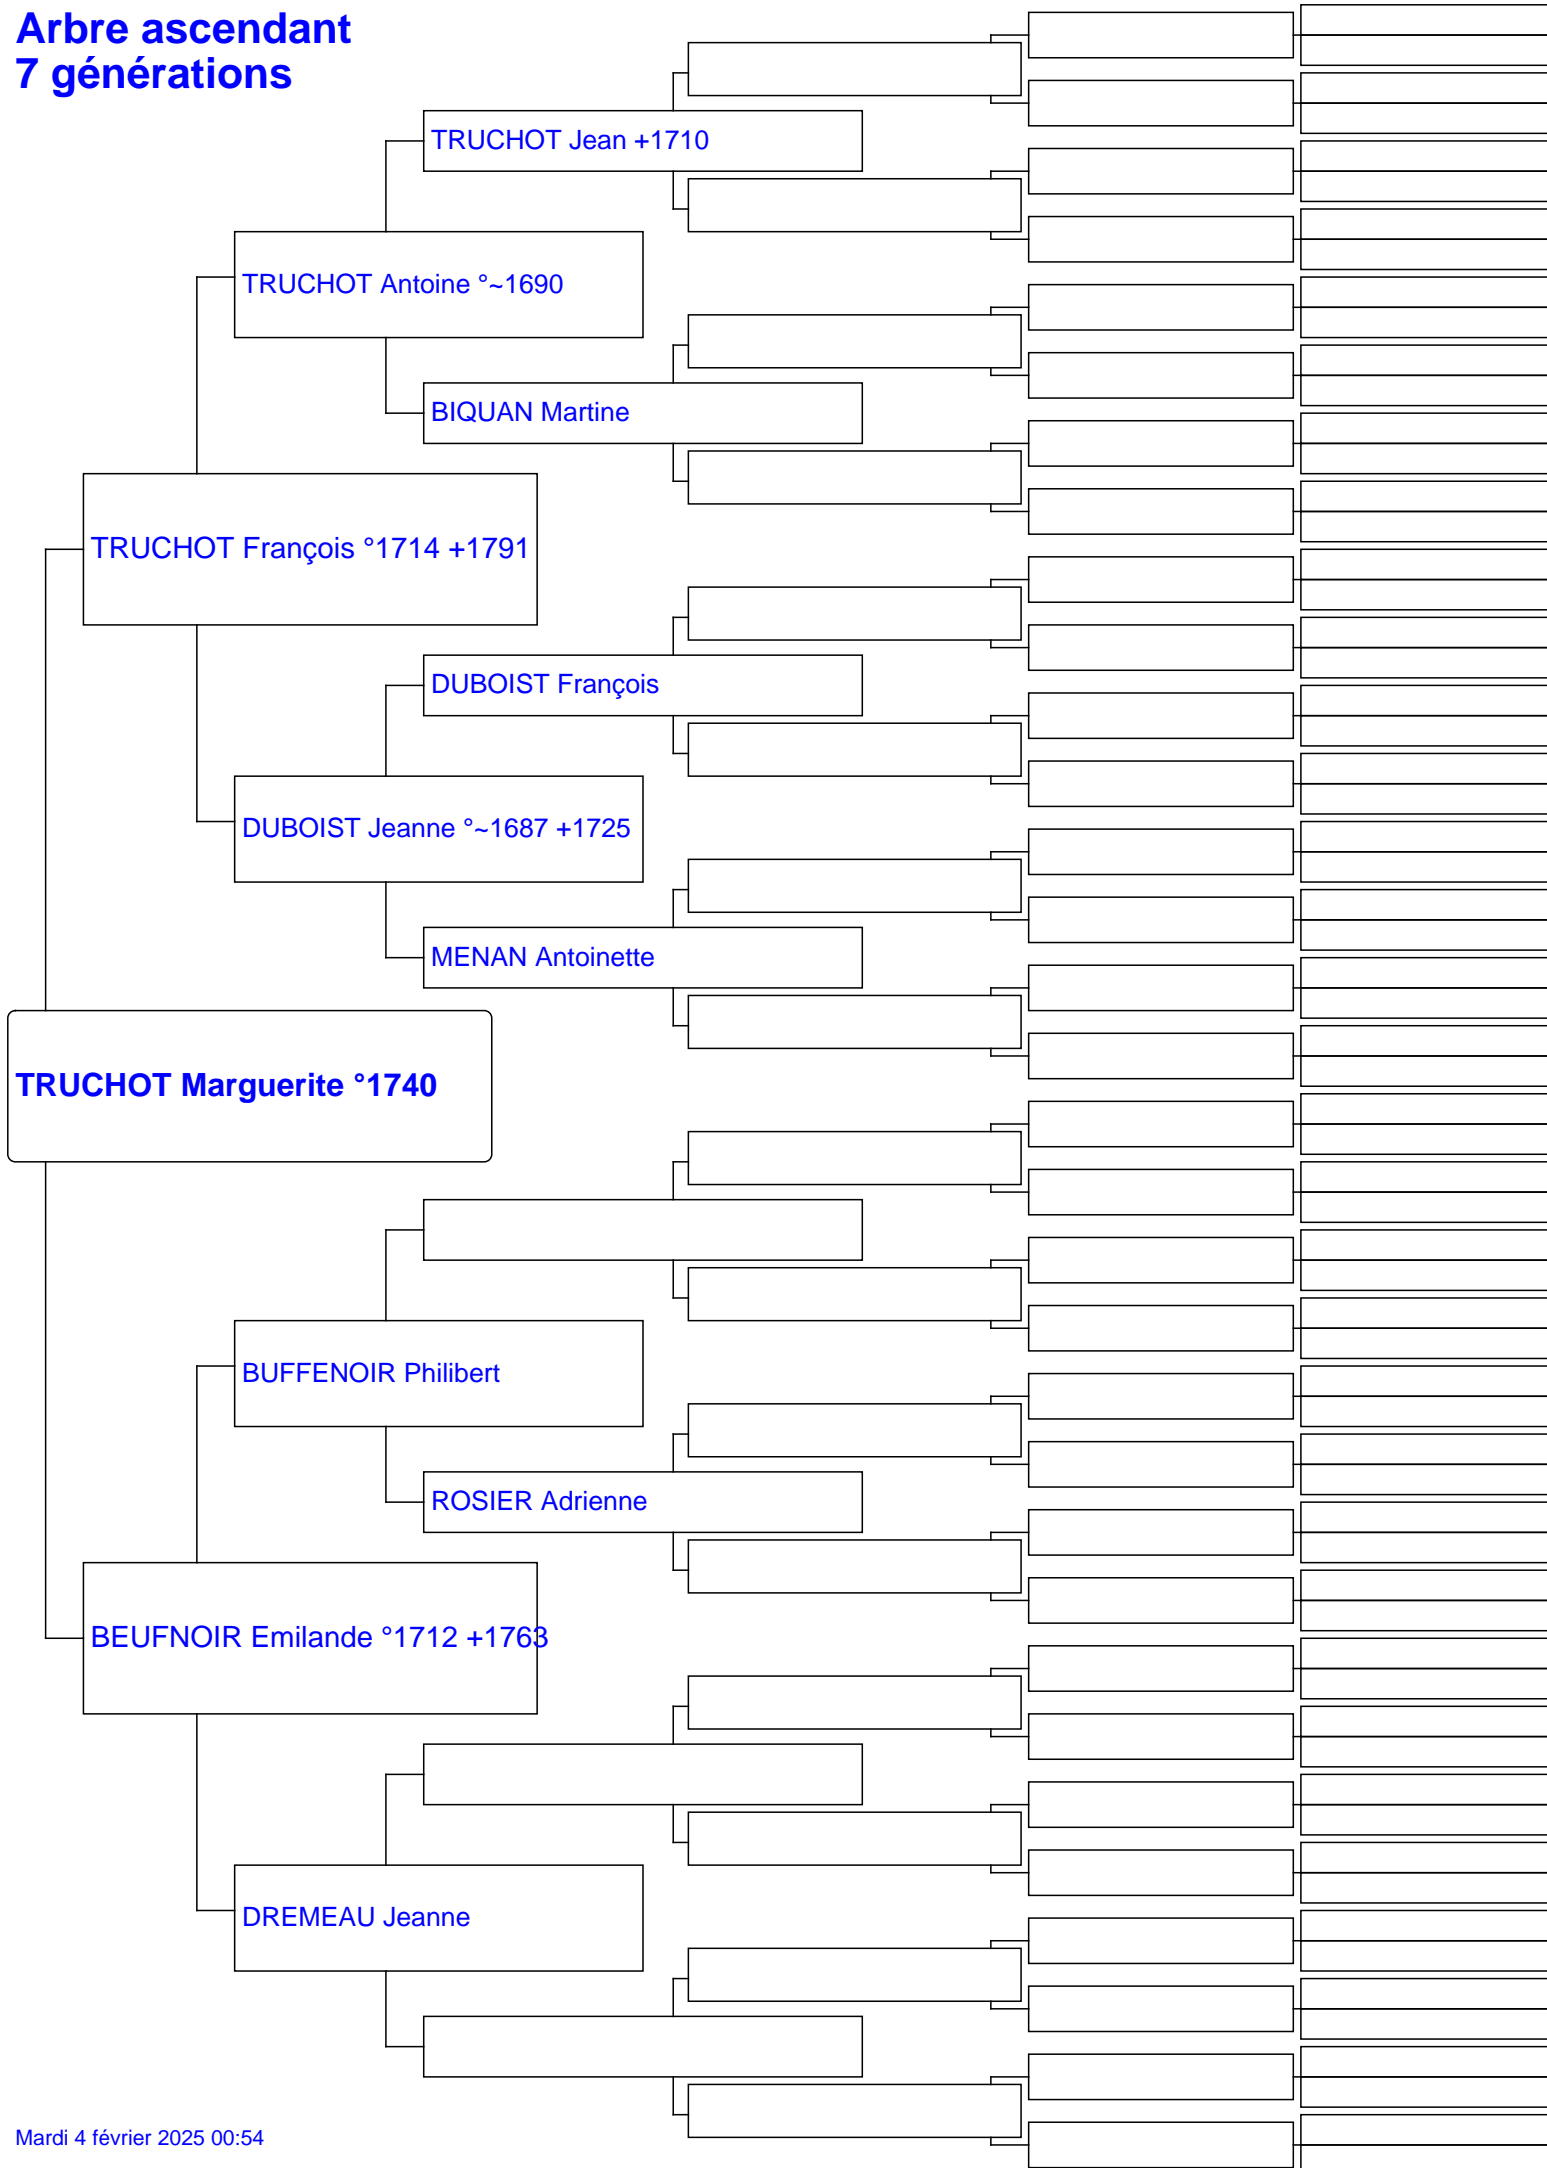 Arbre ascendant
7 générations
TRUCHOT Jean +1710
TRUCHOT Antoine °~1690
BIQUAN Martine
TRUCHOT François °1714 +1791
DUBOIST François
DUBOIST Jeanne °~1687 +1725
MENAN Antoinette
TRUCHOT Marguerite °1740
BUFFENOIR Philibert
ROSIER Adrienne
BEUFNOIR Emilande °1712 +1763
DREMEAU Jeanne
Mardi 4 février 2025 00:54